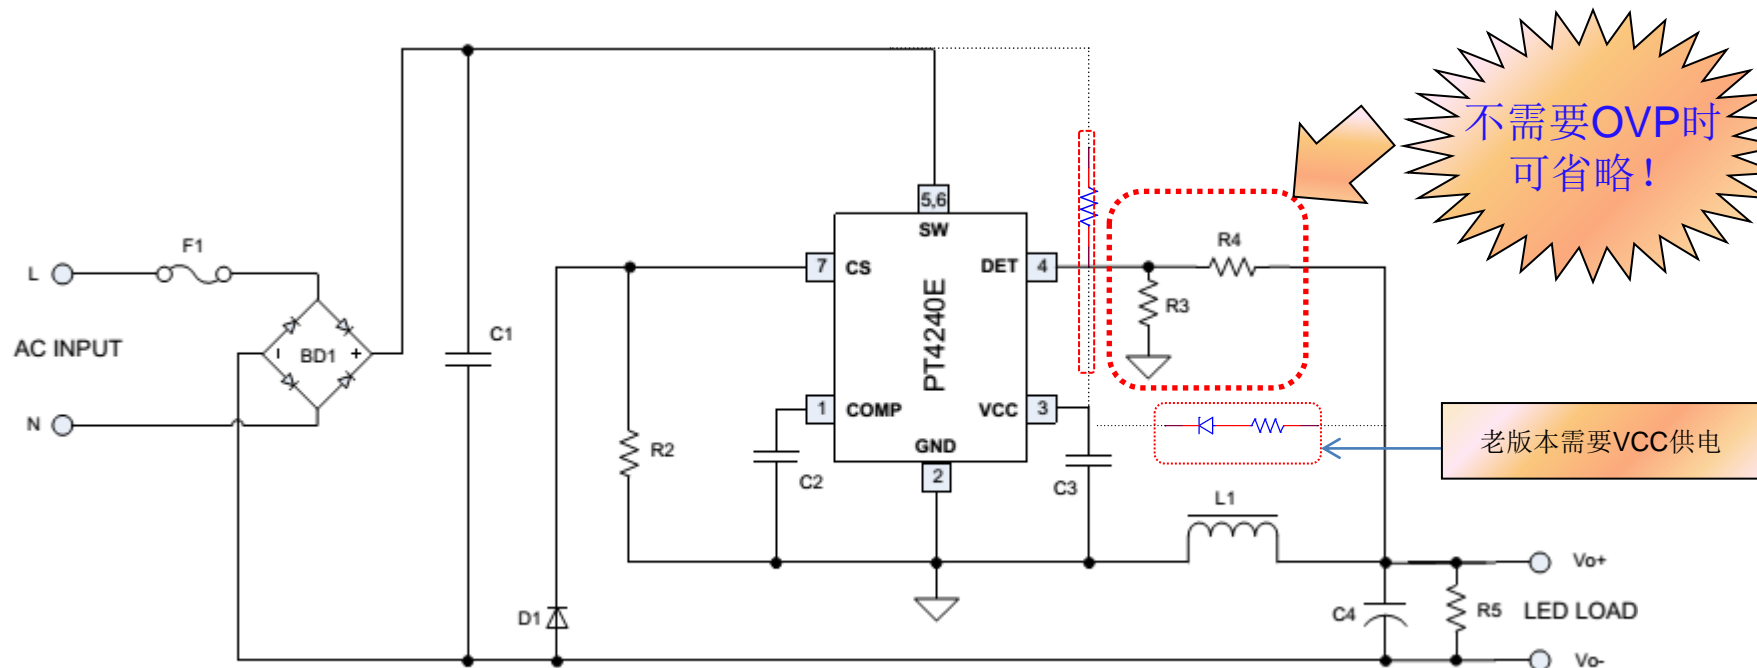 不需要OVP时
可省略！
5,6
SW
F1
R4
L
7
CS
DET
4
R3
C1
PT4240E
AC INPUT
- BD1 +
1
COMP
VCC
3
N
GND
R2
老版本需要VCC供电
2
C2
C3
L1
Vo+
D1
C4
R5
LED LOAD
Vo-